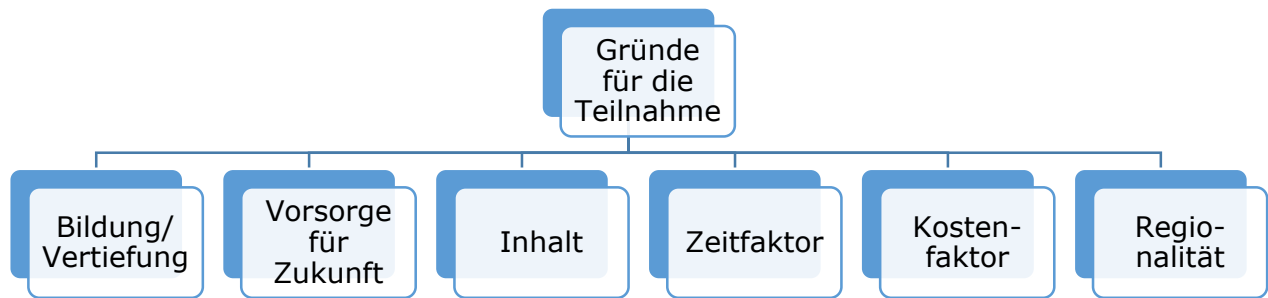 Gründe
für die
Teilnahme
Bildung/
Vertiefung
Vorsorge
für
Zukunft
Inhalt
Zeitfaktor
Kosten-
faktor
Regio-
nalität